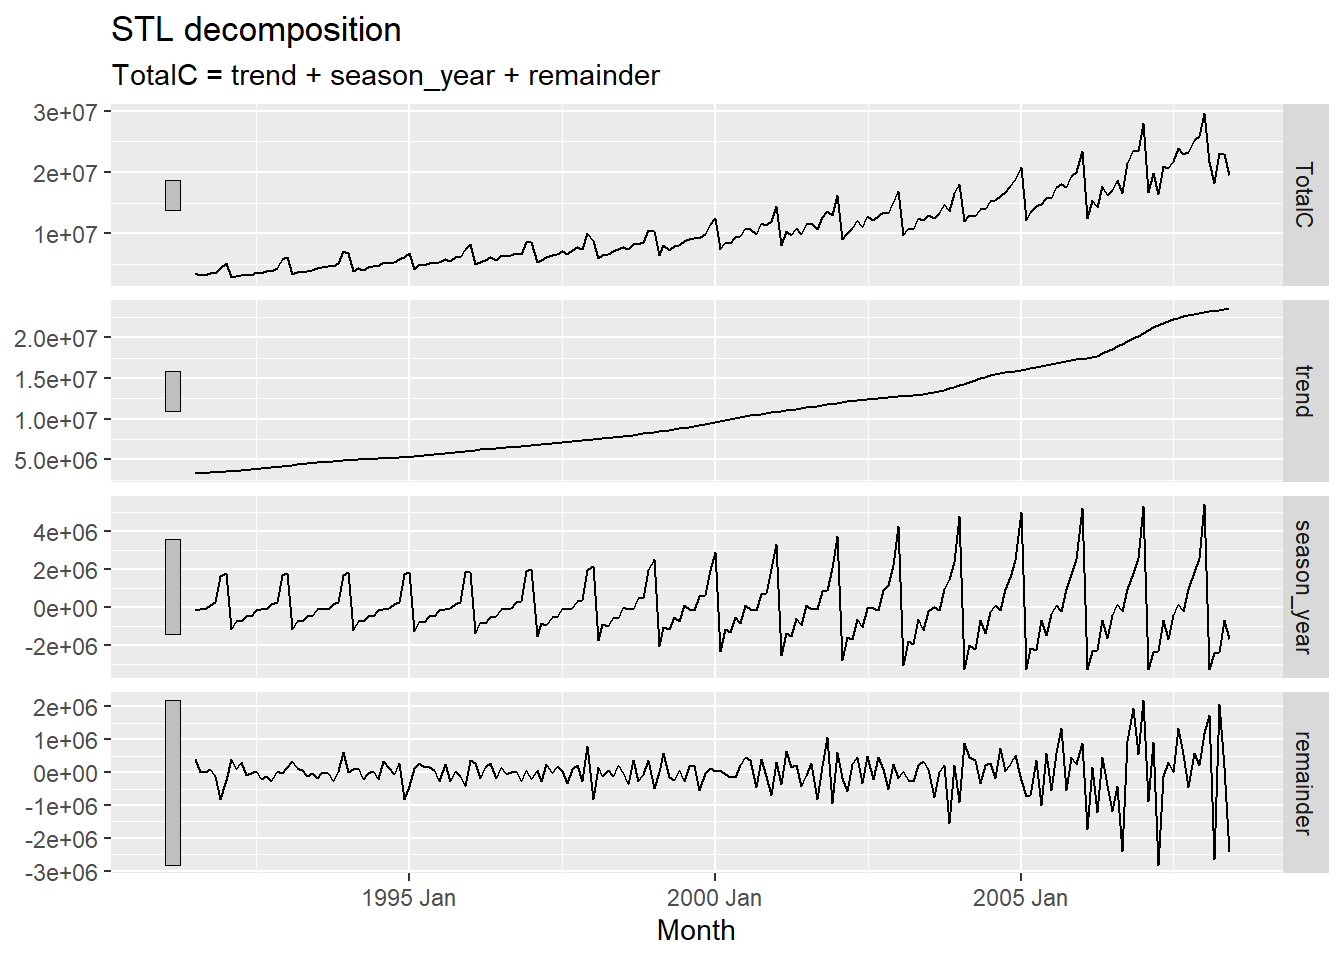 STL decomposition
TotalC = trend + season_year + remainder
3e+07
2e+07
1e+07
TotalC
2.0e+07
1.5e+07
1.0e+07
5.0e+06
trend
4e+06
2e+06
0e+00
-2e+06
season_year
2e+06
1e+06
0e+00
-1e+06
-2e+06
-3e+06
remainder
1995 Jan
2000 Jan
2005 Jan
Month